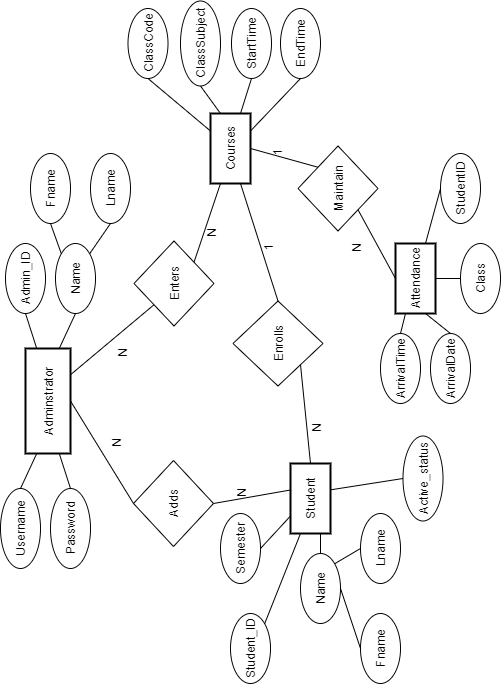 Username
Password
Adminstrator
Admin_ID
Name
Fname
Lname
N
Enters
N
N
Adds
N
ClassCode
ClassSubject
StartTime
EndTime
Courses
1
Enrolls
N
1
Maintain
N
Attendance
StudentID
Class
ArrivalTime
ArrivalDate
Student
Semester
Student_ID
Name
Fname
Lname
Active_status